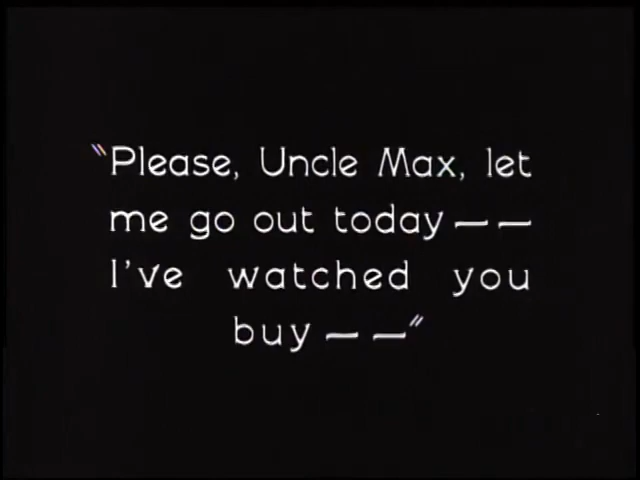 "Please, Uncle Max, let
me go out today — —
I've watched you
buy — —"